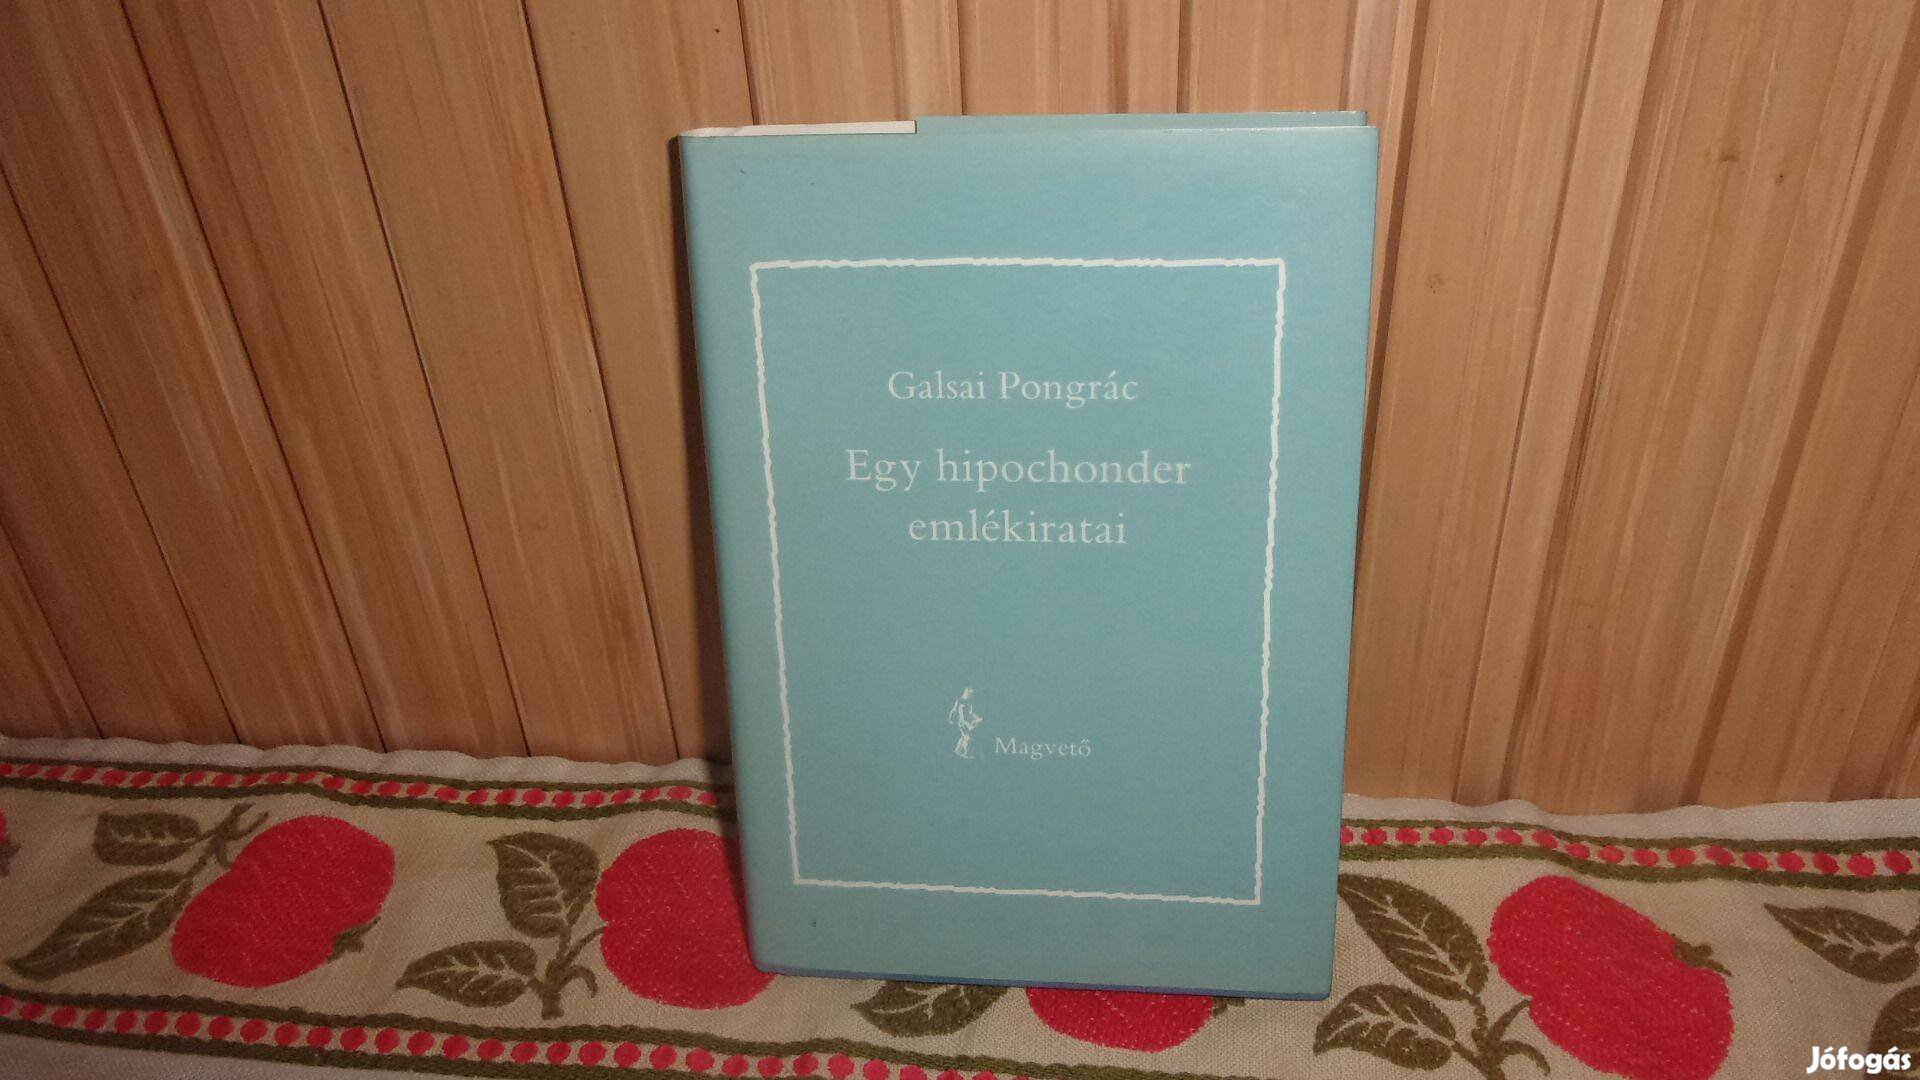 Galsai Pongrác
Egy hipochonder
emlékiratai
Magvető
Jófogás